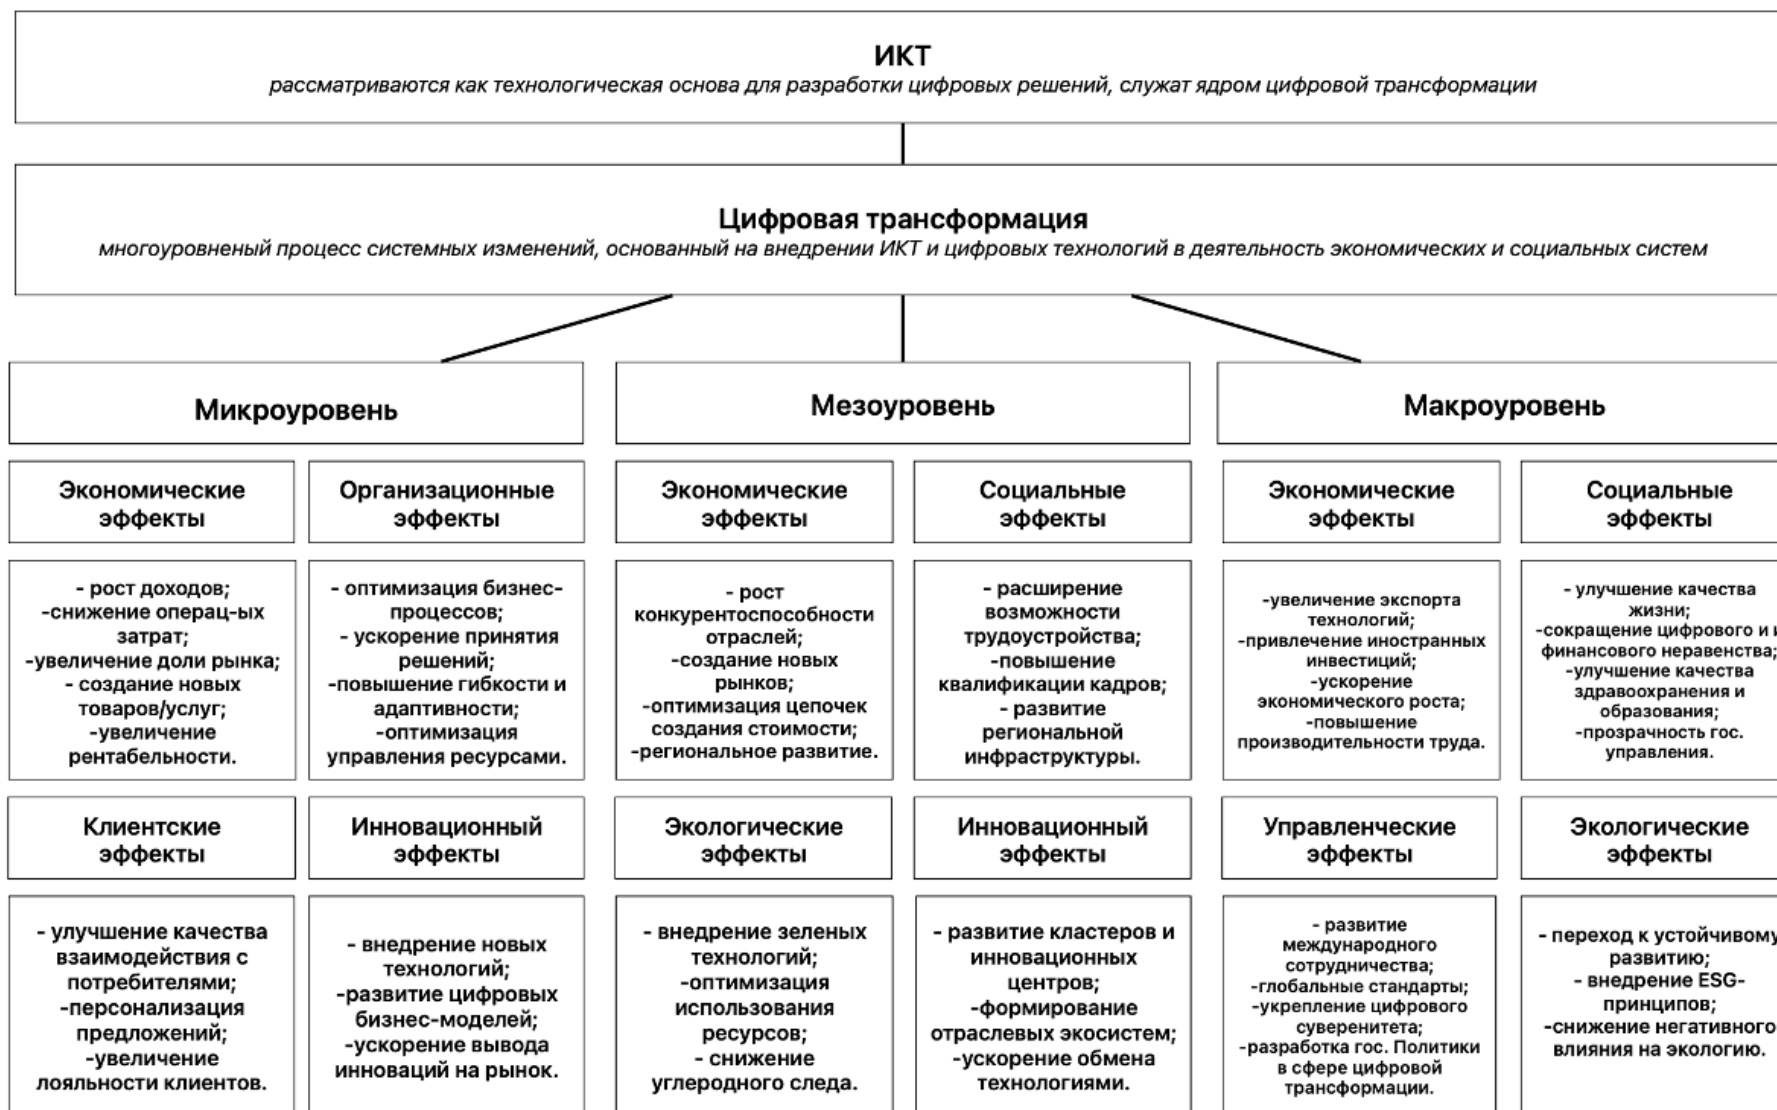 ИКТ
рассматриваются как технологическая основа для разработки цифровых решений, служат ядром цифровой трансформации
Цифровая трансформация
многоуровненый процесс системных изменений, основанный на внедрении ИКТ и цифровых технологий в деятельность экономических и социальных систем
Микроуровень
Экономические
эффекты
- рост доходов;
-снижение операц-ых
затрат;
-увеличение доли рынка;
- создание новых
товаров/услуг;
-увеличение
рентабельности.
Организационные
эффекты
- оптимизация бизнес-
процессов;
- ускорение принятия
решений;
-повышение гибкости и
адаптивности;
-оптимизация
управления ресурсами.
Клиентские
эффекты
- улучшение качества
взаимодействия с
потребителями;
-персонализация
предложений;
-увеличение
лояльности клиентов.
Инновационный
эффекты
- внедрение новых
технологий;
-развитие цифровых
бизнес-моделей;
-ускорение вывода
инноваций на рынок.
Мезоуровень
Экономические
эффекты
- рост
конкурентоспособности
отраслей;
-создание новых
рынков;
-оптимизация цепочек
создания стоимости;
-региональное развитие.
Социальные
эффекты
- расширение
возможности
трудоустройства;
-повышение
квалификации кадров;
- развитие
региональной
инфраструктуры.
Экологические
эффекты
- внедрение зеленых
технологий;
-оптимизация
использования
ресурсов;
- снижение
углеродного следа.
Инновационный
эффекты
- развитие кластеров и
инновационных
центров;
-формирование
отраслевых экосистем;
-ускорение обмена
технологиями.
Макроуровень
Экономические
эффекты
-увеличение экспорта
технологий;
-привлечение иностранных
инвестиций;
-ускорение
экономического роста;
-повышение
производительности труда.
Социальные
эффекты
- улучшение качества
жизни;
-сокращение цифрового и
финансового неравенства;
-улучшение качества
здравоохранения и
образования;
-прозрачность гос.
управления.
Управленческие
эффекты
- развитие
международного
сотрудничества;
-глобальные стандарты;
-укрепление цифрового
суверенитета;
-разработка гос. Политики
в сфере цифровой
трансформации.
Экологические
эффекты
- переход к устойчивому
развитию;
- внедрение ESG-
принципов;
-снижение негативного
влияния на экологию.